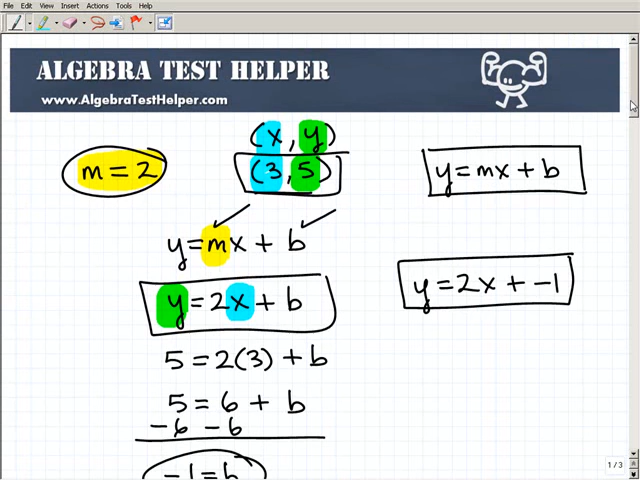 File Edit View Insert Actions Tools Help
ALGEBRA TEST HELPER
www.AlgebraTestHelper.com
(x, y)
m = 2
(3, 5)
y = mx + b
y = mx + b
y = 2x + b
y = 2x + -1
5 = 2(3) + b
5 = 6 + b
-6 -6
-1 = b
1 / 3